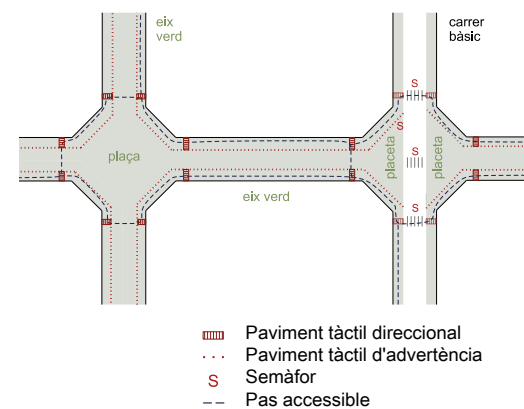 eix
verd
carrer
bàsic
S
S
plaça
placeta
S
placeta
eix verd
S
Paviment tàctil direccional
Paviment tàctil d'advertència
S Semàfor
Pas accessible